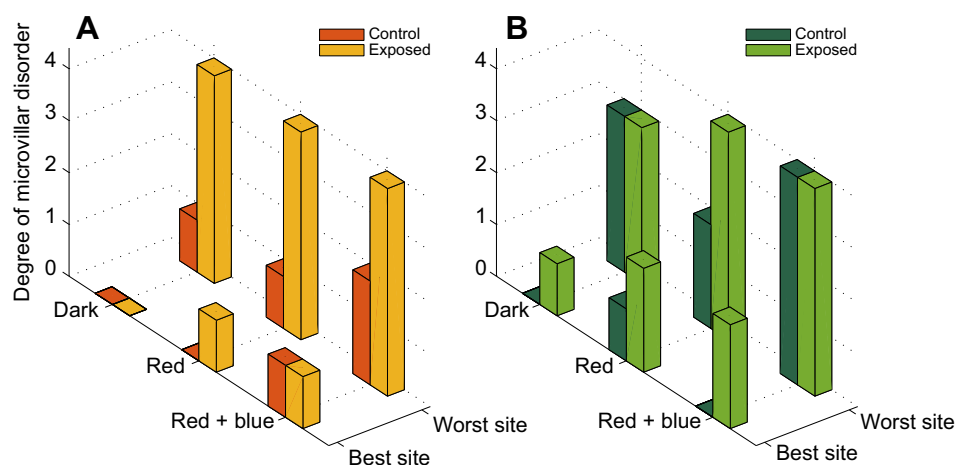 A
Control
Exposed
Degree of microvillar disorder
4
3
2
1
0
Dark
Red
Red + blue
Best site
Worst site
B
Control
Exposed
4
3
2
1
0
Dark
Red
Red + blue
Best site
Worst site